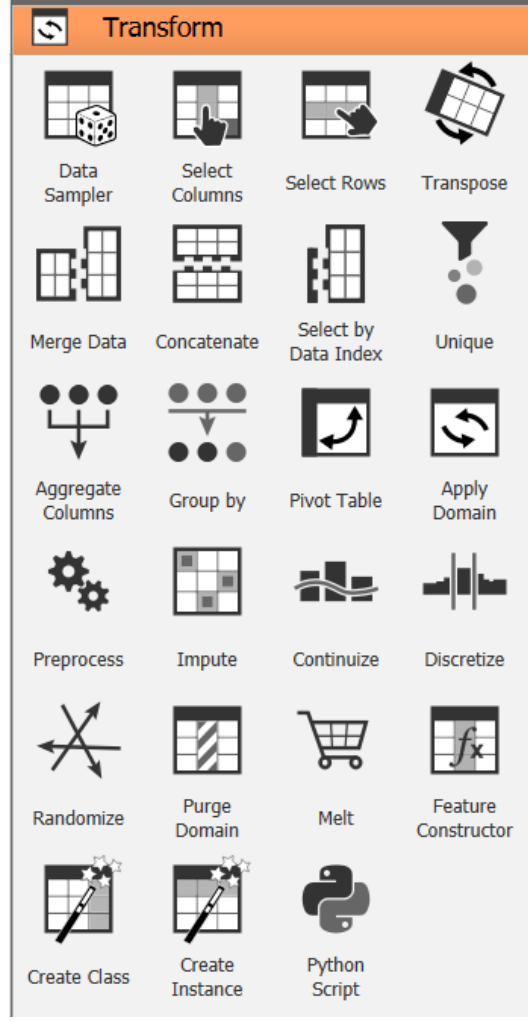 Transform
Data
Sampler
Select
Columns
Select Rows
Transpose
Merge Data
Concatenate
Select by
Data Index
Unique
Aggregate
Columns
Group by
Pivot Table
Apply
Domain
Preprocess
Impute
Continuize
Discretize
Randomize
Purge
Domain
Melt
fx
Feature
Constructor
Create Class
Create
Instance
Python
Script